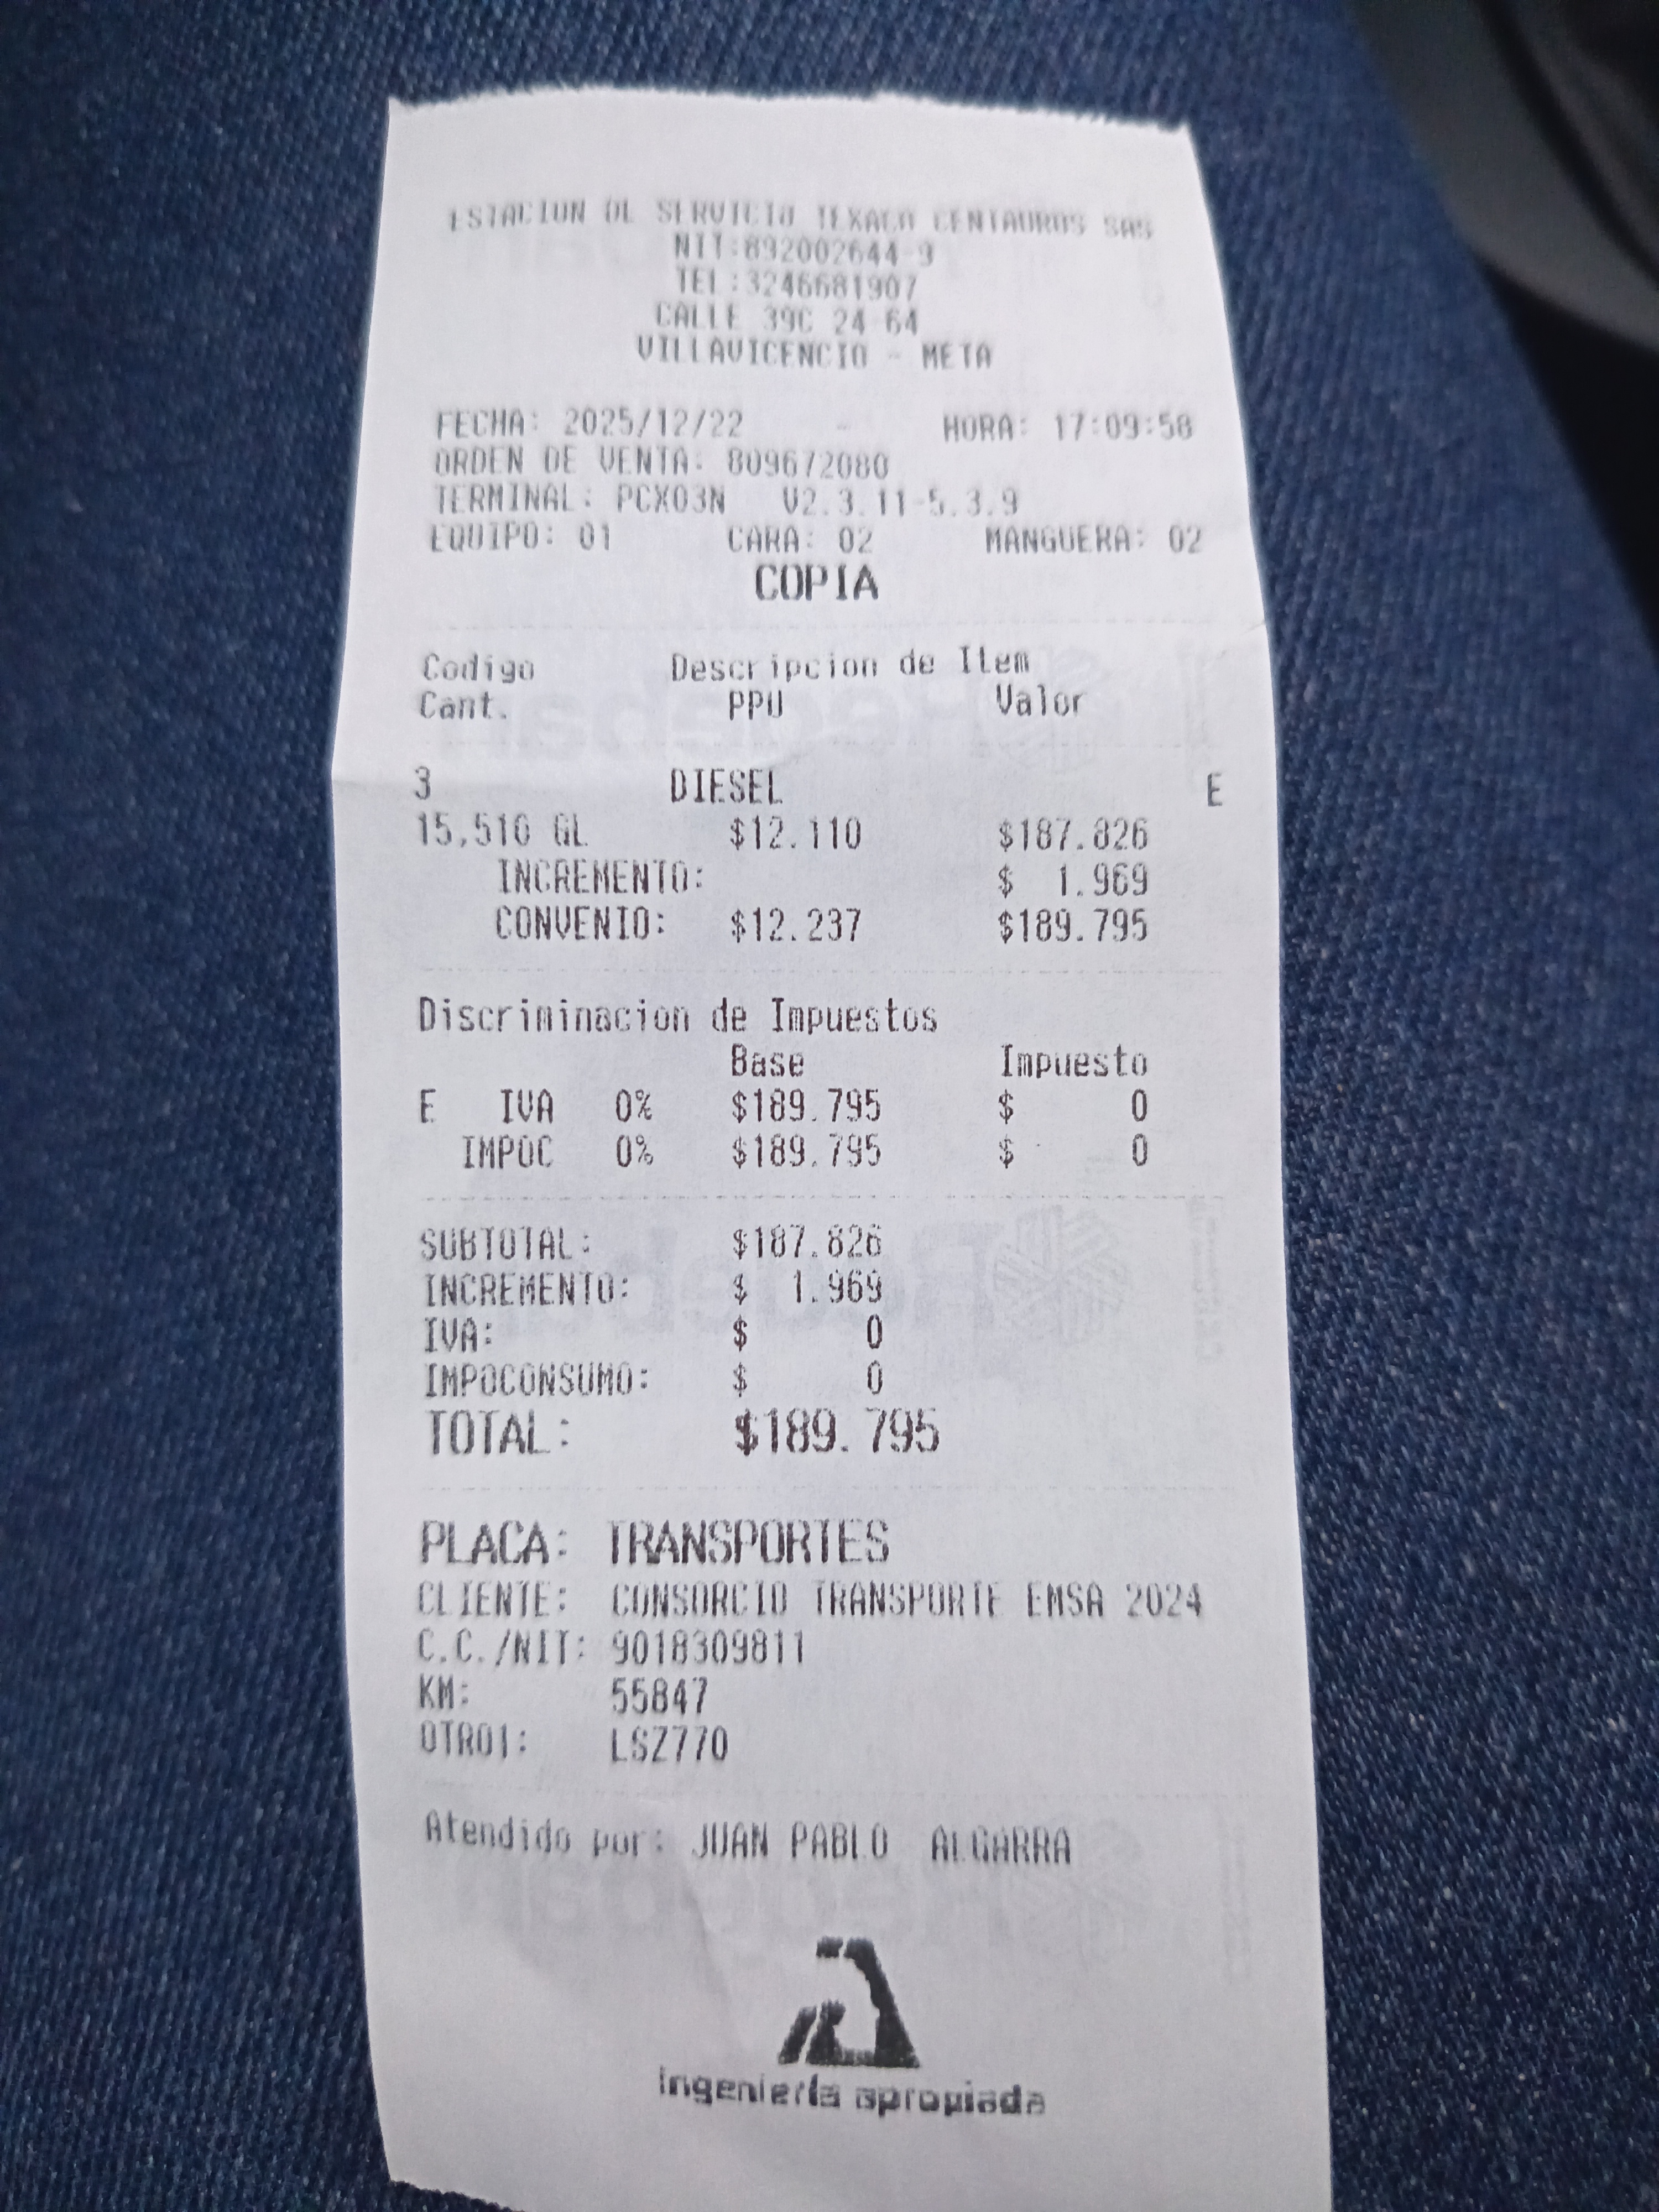 ESTACION DE SERVICIO TEXACO CENTAUROS SAS
NIT:892002644-9
TEL:3246681907
CALLE 39C 24-64
VILLAVICENCIO - META
FECHA: 2025/12/22 - HORA: 17:09:58
ORDEN DE VENTA: 809672080
TERMINAL: PCX03N V2.3.11-5.3.9
EQUIPO: 01 CARA: 02 MANGUERA: 02
COPIA
Codigo Descripcion de Item
Cant. PPU Valor
3 DIESEL E
15,510 GL $12.110 $187.826
INCREMENTO: $ 1.969
CONVENIO: $12.237 $189.795
Discriminacion de Impuestos
Base Impuesto
E IVA 0% $189.795 $ 0
IMPOC 0% $189.795 $ 0
SUBTOTAL: $187.826
INCREMENTO: $ 1.969
IVA: $ 0
IMPOCONSUMO: $ 0
TOTAL: $189.795
PLACA: TRANSPORTES
CLIENTE: CONSORCIO TRANSPORTE EMSA 2024
C.C./NIT: 9018309811
KM: 55847
OTRO1: LSZ770
Atendido por: JUAN PABLO ALGARRA
ingeniería apropiada